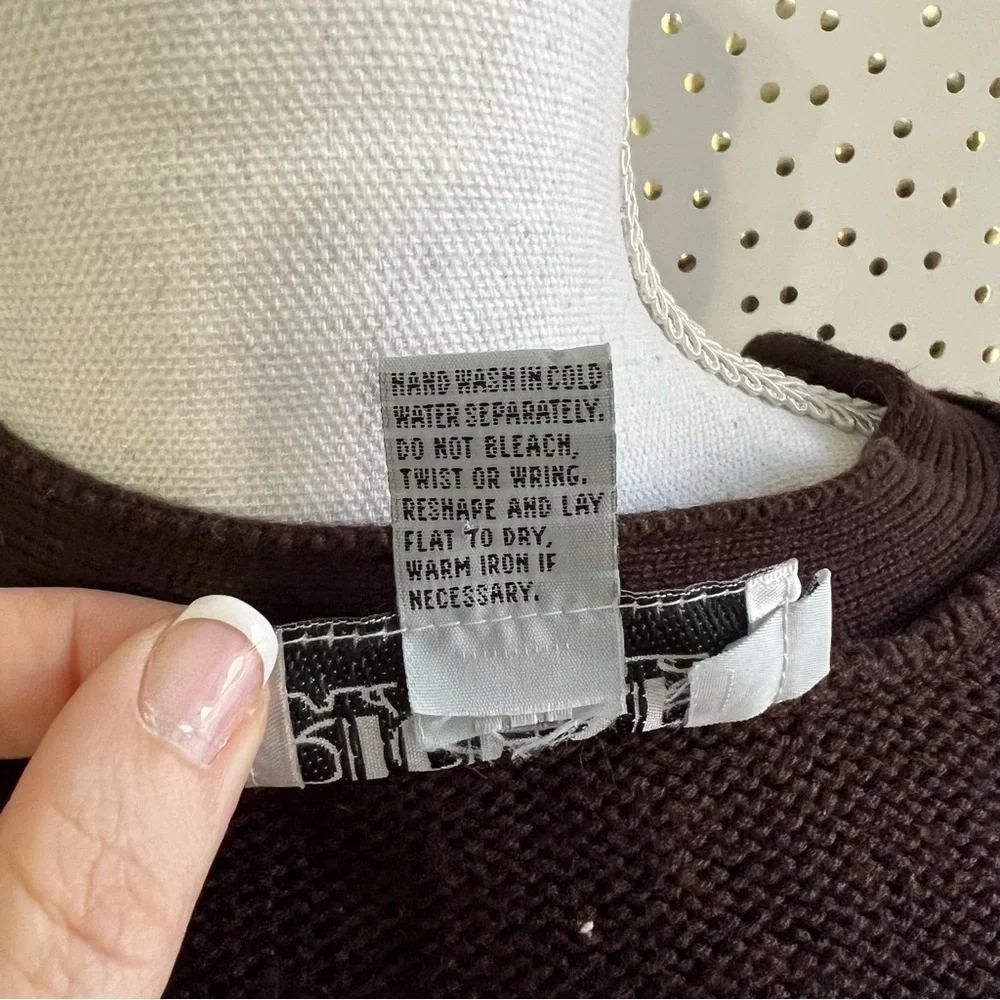 HAND WASH IN COLD
WATER SEPARATELY.
DO NOT BLEACH,
TWIST OR WRING.
RESHAPE AND LAY
FLAT TO DRY,
WARM IRON IF
NECESSARY.